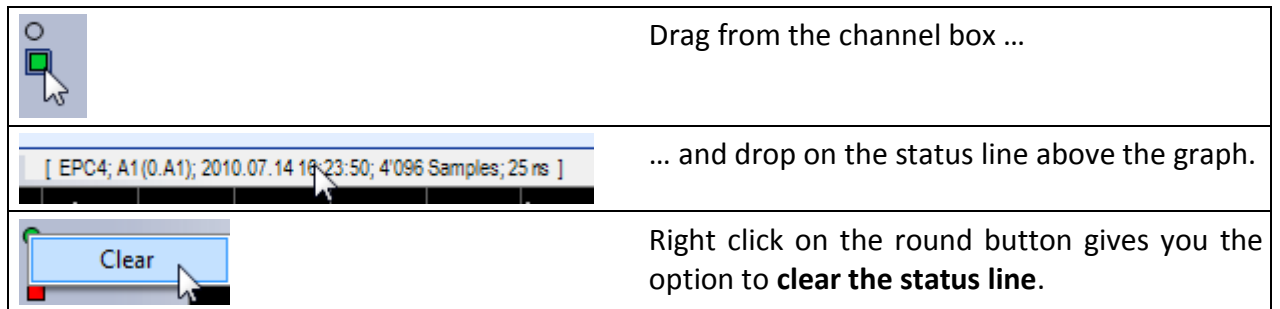 Drag from the channel box …
[ EPC4; A1(0.A1); 2010.07.14 16:23:50; 4'096 Samples; 25 ns ]
… and drop on the status line above the graph.
Clear
Right click on the round button gives you the
option to clear the status line.